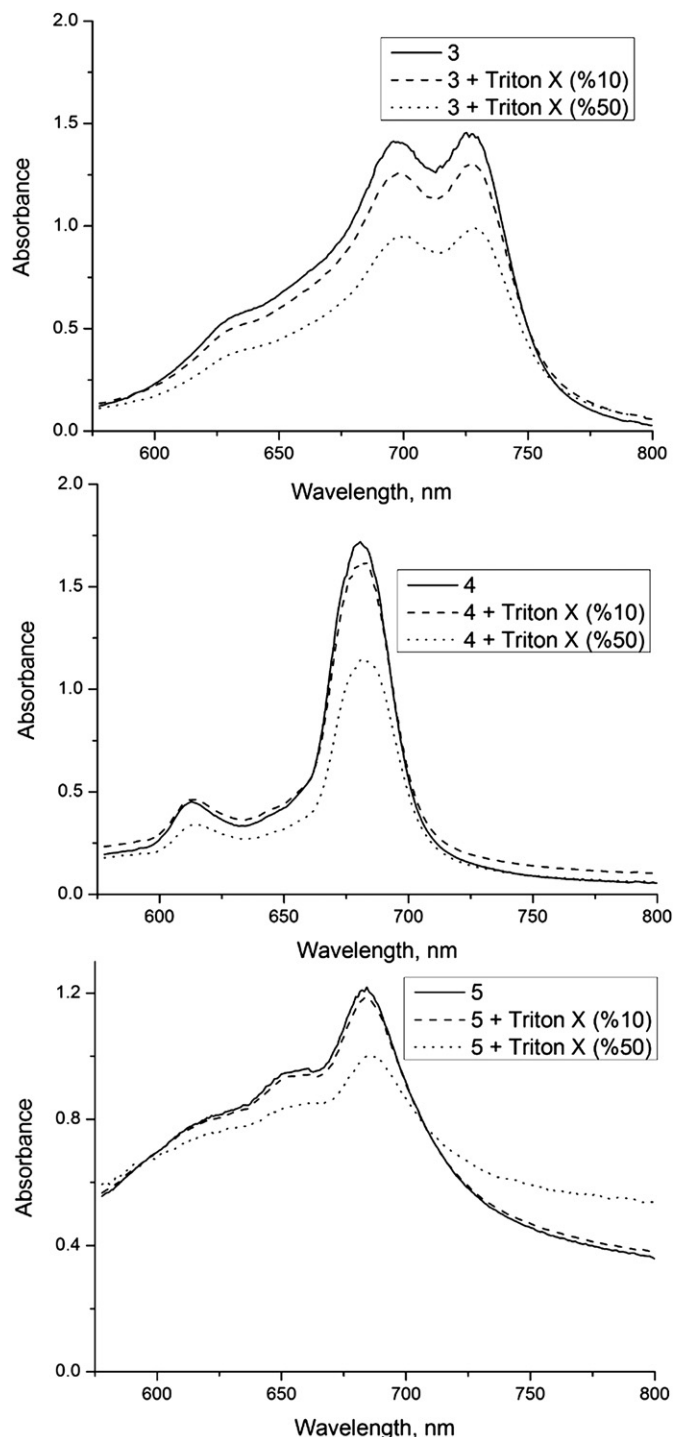 2.0
3
3 + Triton X (%10)
3 + Triton X (%50)
1.5
1.0
0.5
0.0
Absorbance
600 650 700 750 800
Wavelength, nm
2.0
4
4 + Triton X (%10)
4 + Triton X (%50)
1.5
1.0
0.5
0.0
Absorbance
600 650 700 750 800
Wavelength, nm
1.2
5
5 + Triton X (%10)
5 + Triton X (%50)
0.8
0.4
0.0
Absorbance
600 650 700 750 800
Wavelength, nm